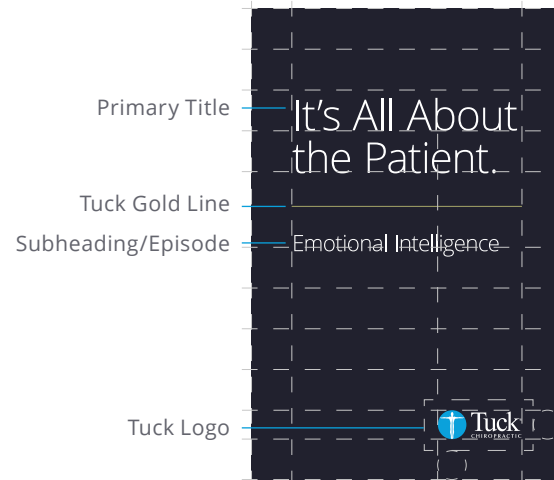 Primary Title
It's All About
the Patient.
Tuck Gold Line
Subheading/Episode
Emotional Intelligence
Tuck Logo
Tuck
CHIROPRACTIC